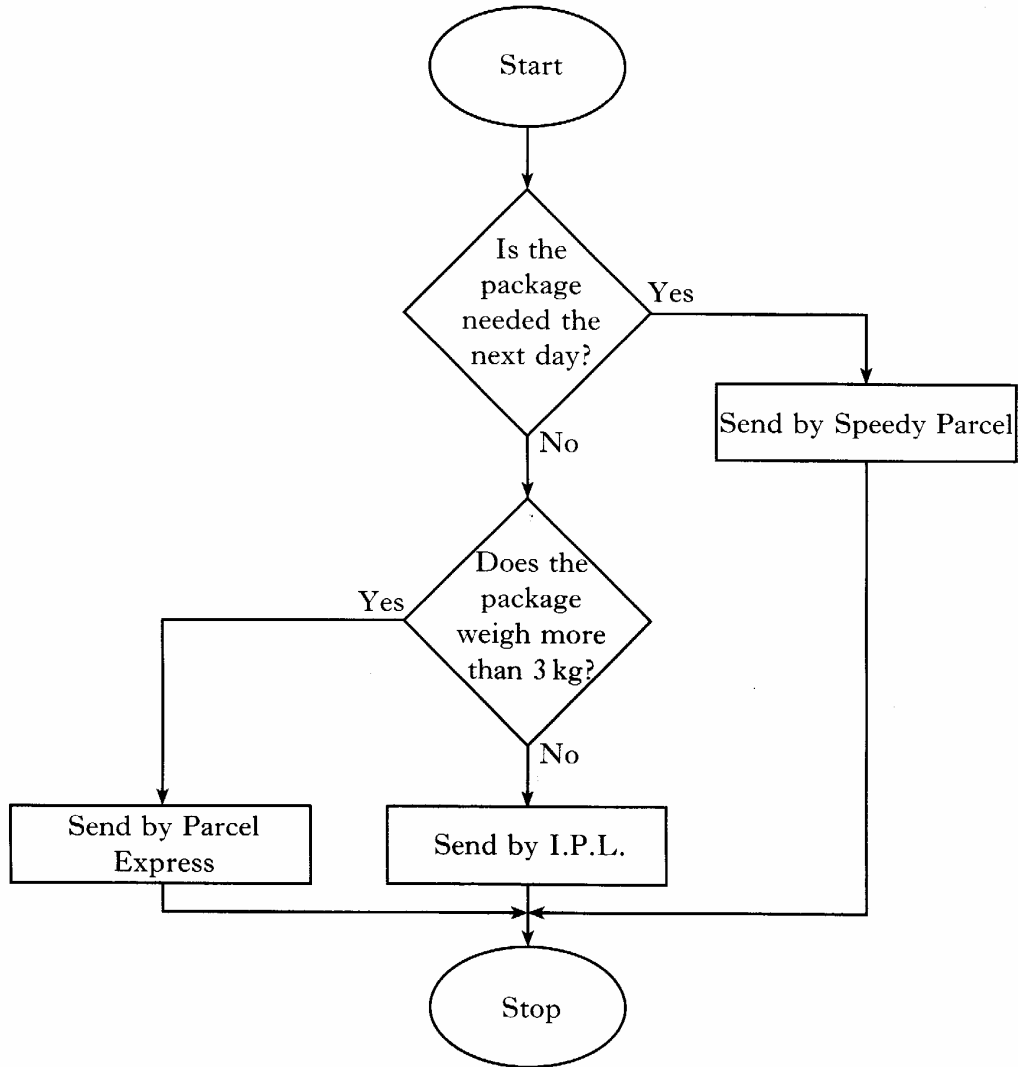 Start
Is the
package
needed the
next day?
Yes
Send by Speedy Parcel
No
Does the
package
weigh more
than 3 kg?
Yes
No
Send by Parcel
Express
Send by I.P.L.
Stop